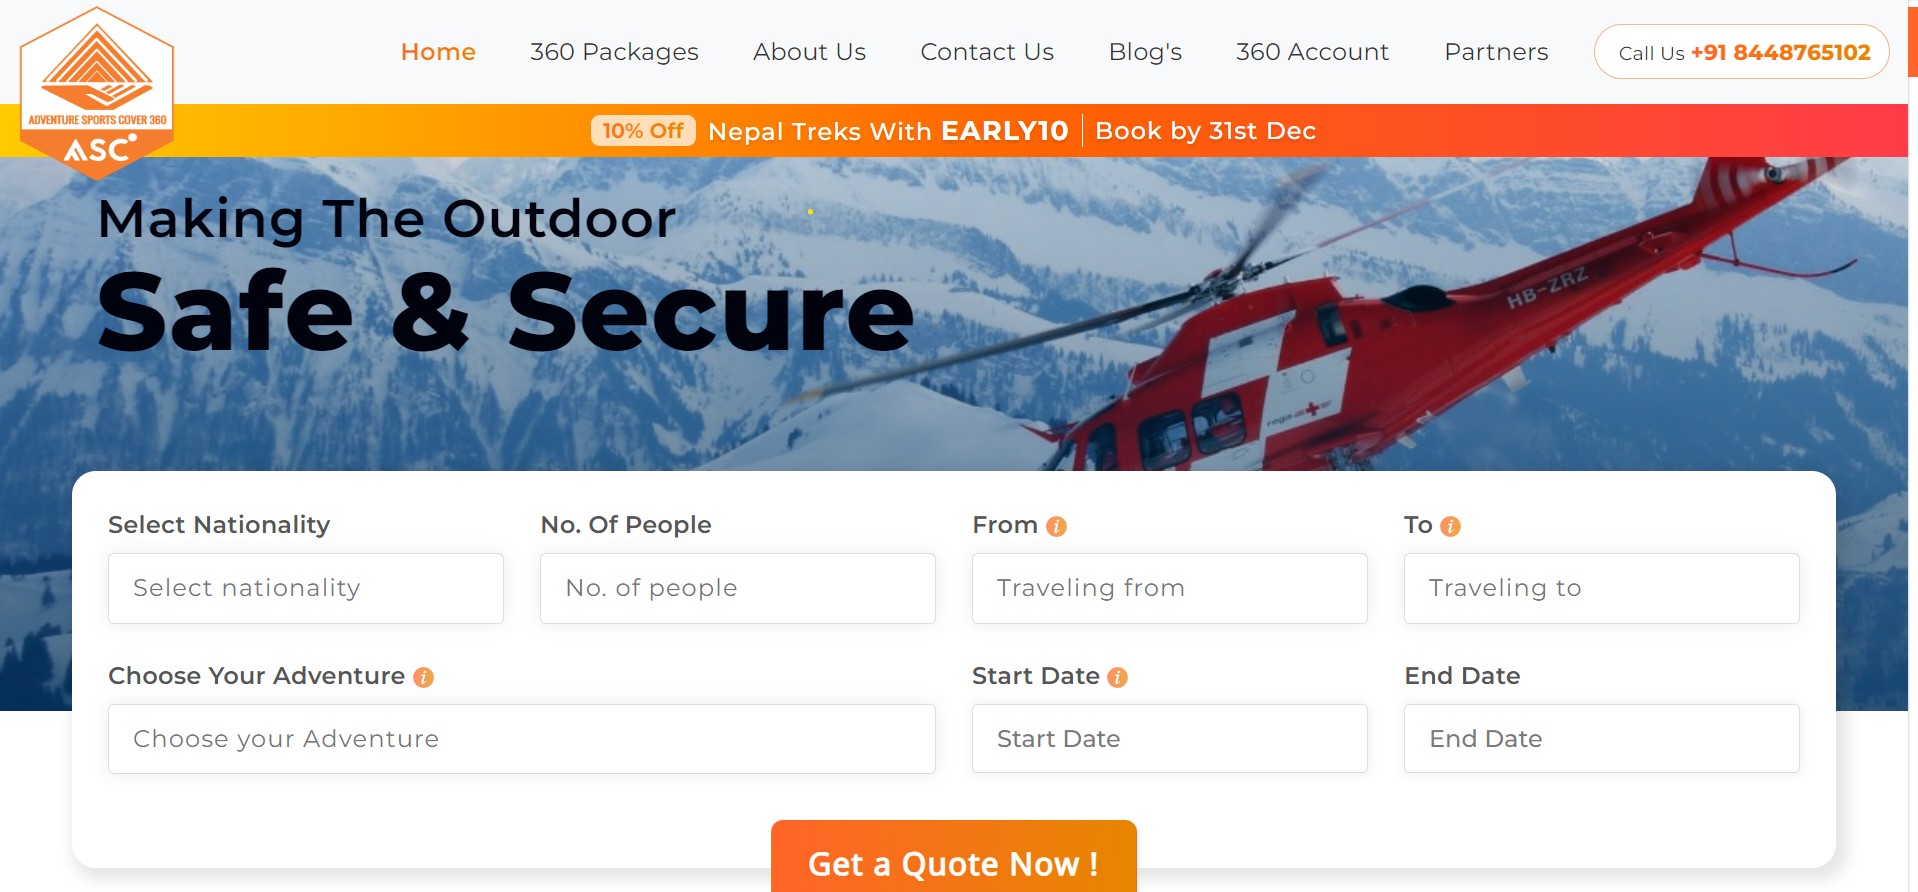 ADVENTURE SPORTS COVER 360
ASC
Home 360 Packages About Us Contact Us Blog's 360 Account Partners Call Us +91 8448765102
10% Off Nepal Treks With EARLY10 Book by 31st Dec
Making The Outdoor
Safe & Secure
HB-ZRZ
rega
Select Nationality No. Of People From i To i
Select nationality No. of people Traveling from Traveling to
Choose Your Adventure i Start Date i End Date
Choose your Adventure Start Date End Date
Get a Quote Now !